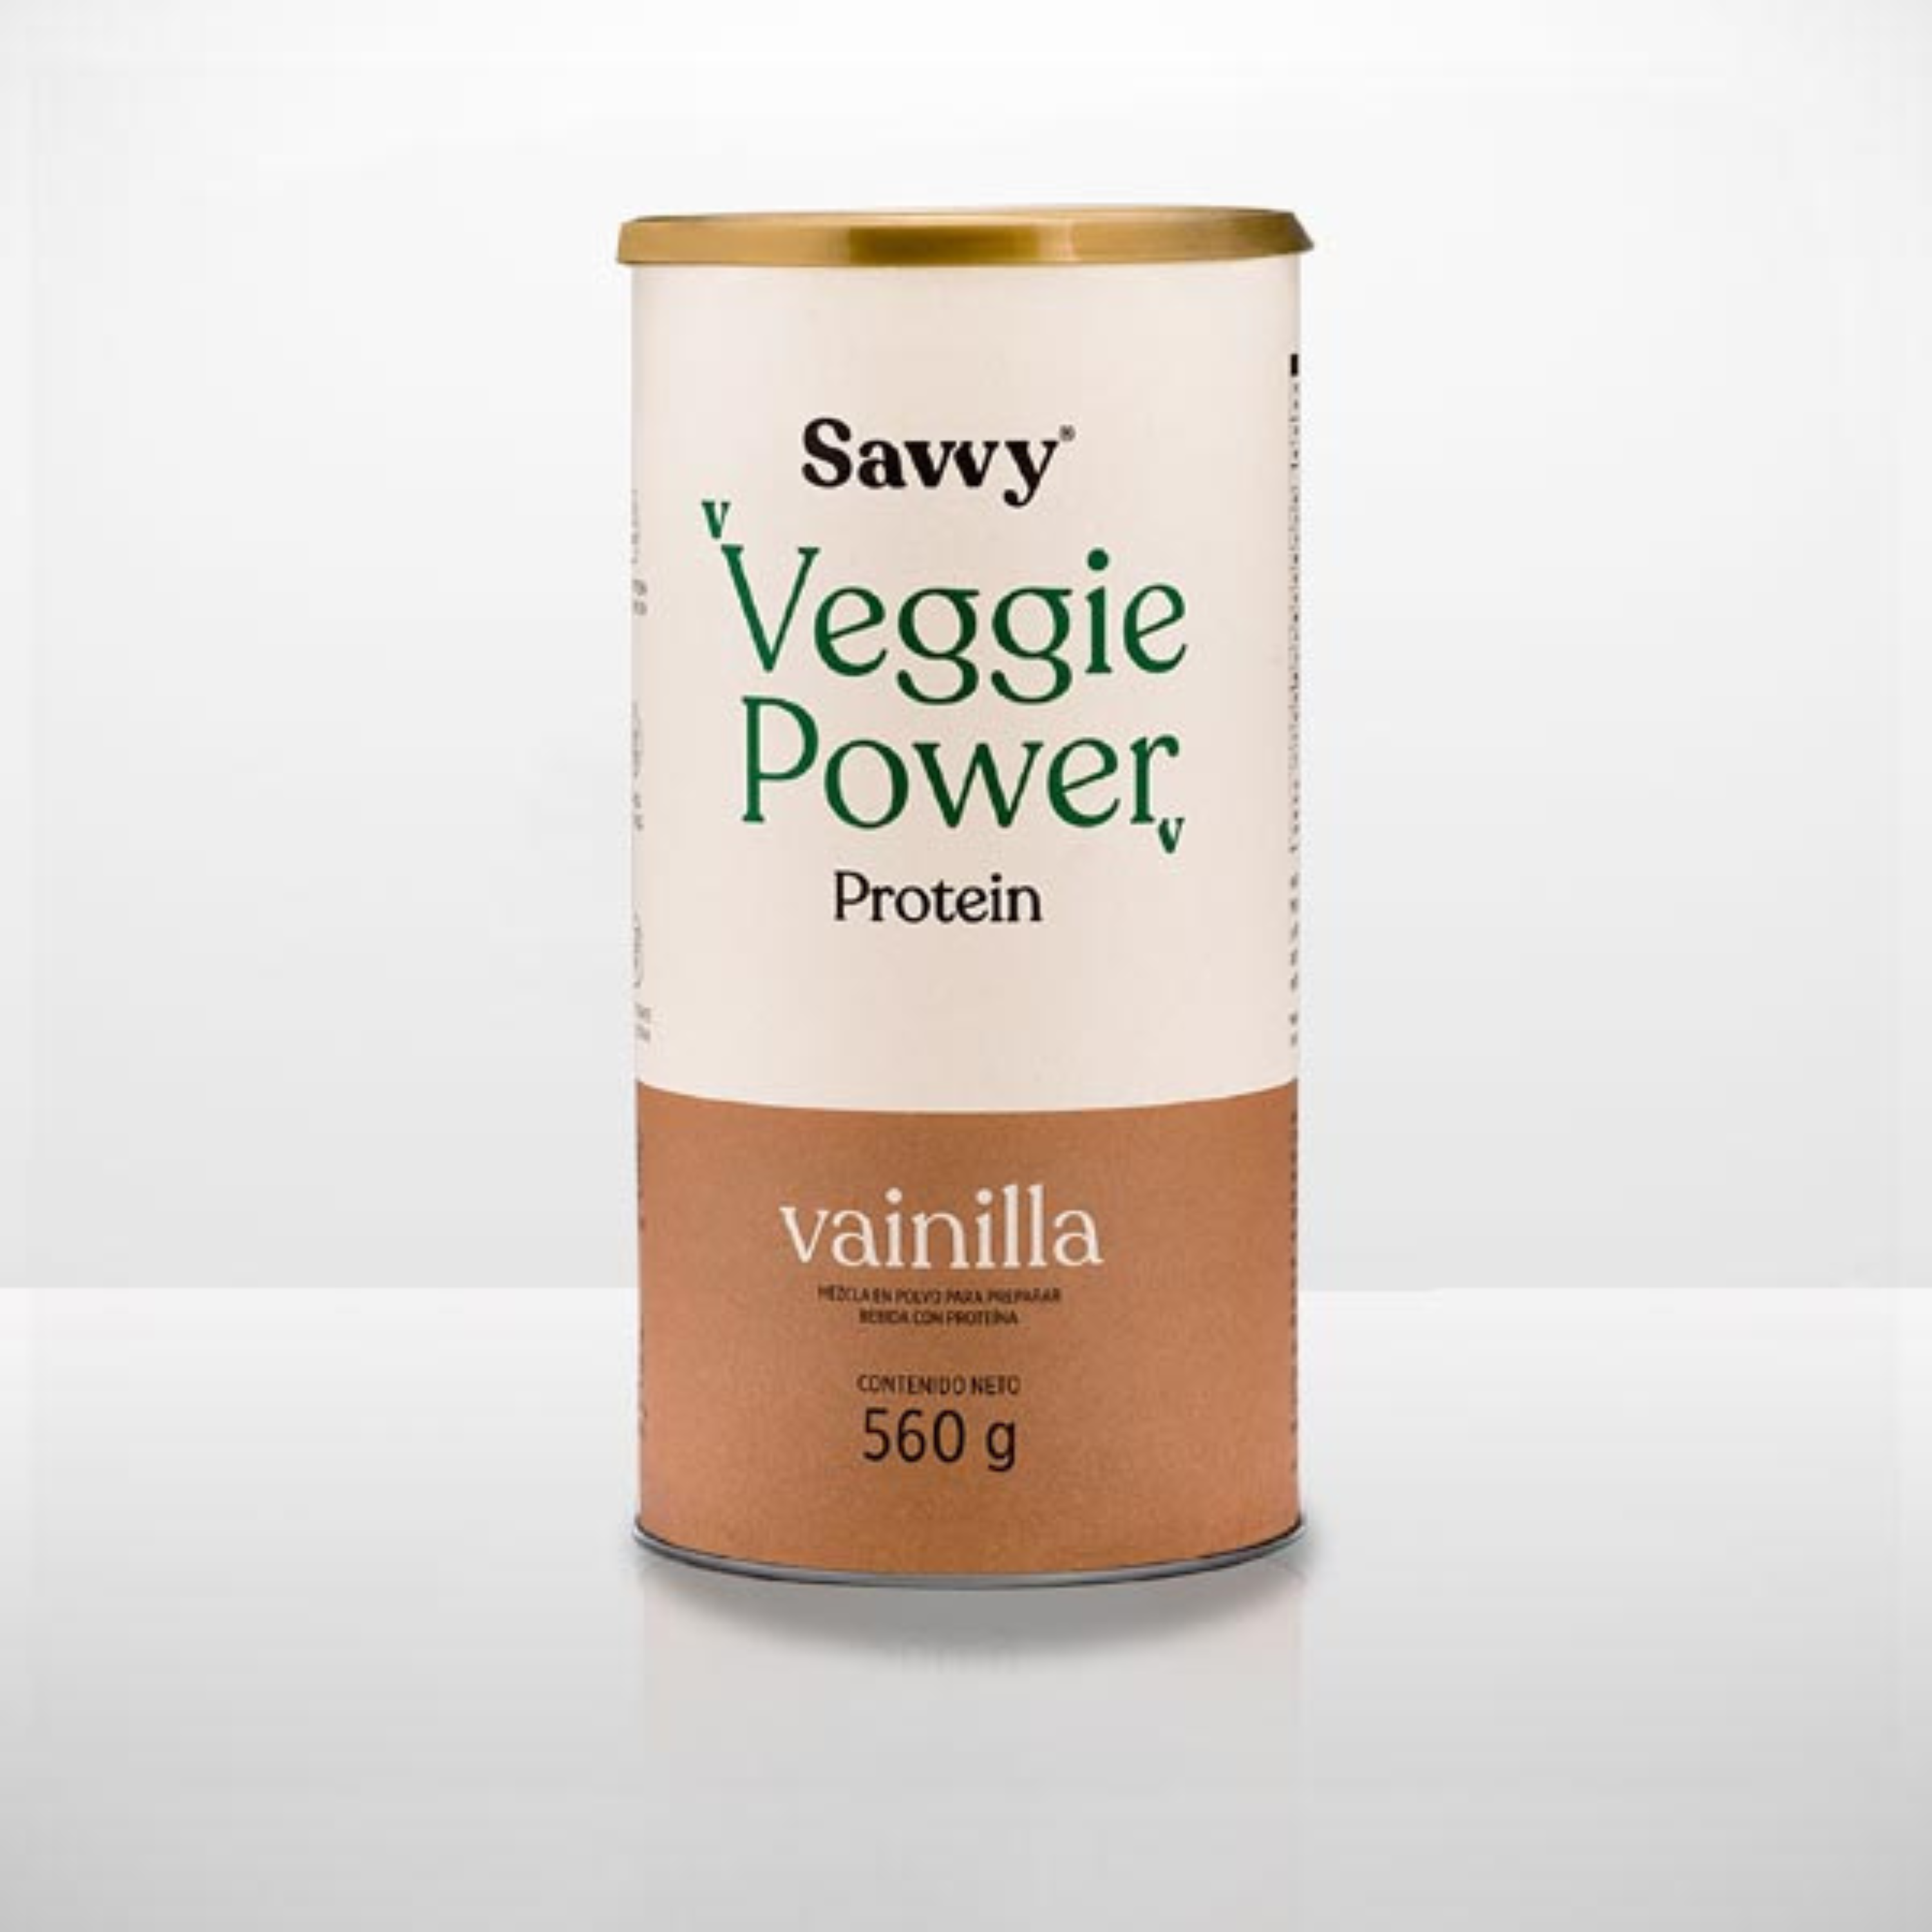 Savvy®
Veggie
Power
Protein
vainilla
MEZCLA EN POLVO PARA PREPARAR
BEBIDA CON PROTEÍNA
CONTENIDO NETO
560 g